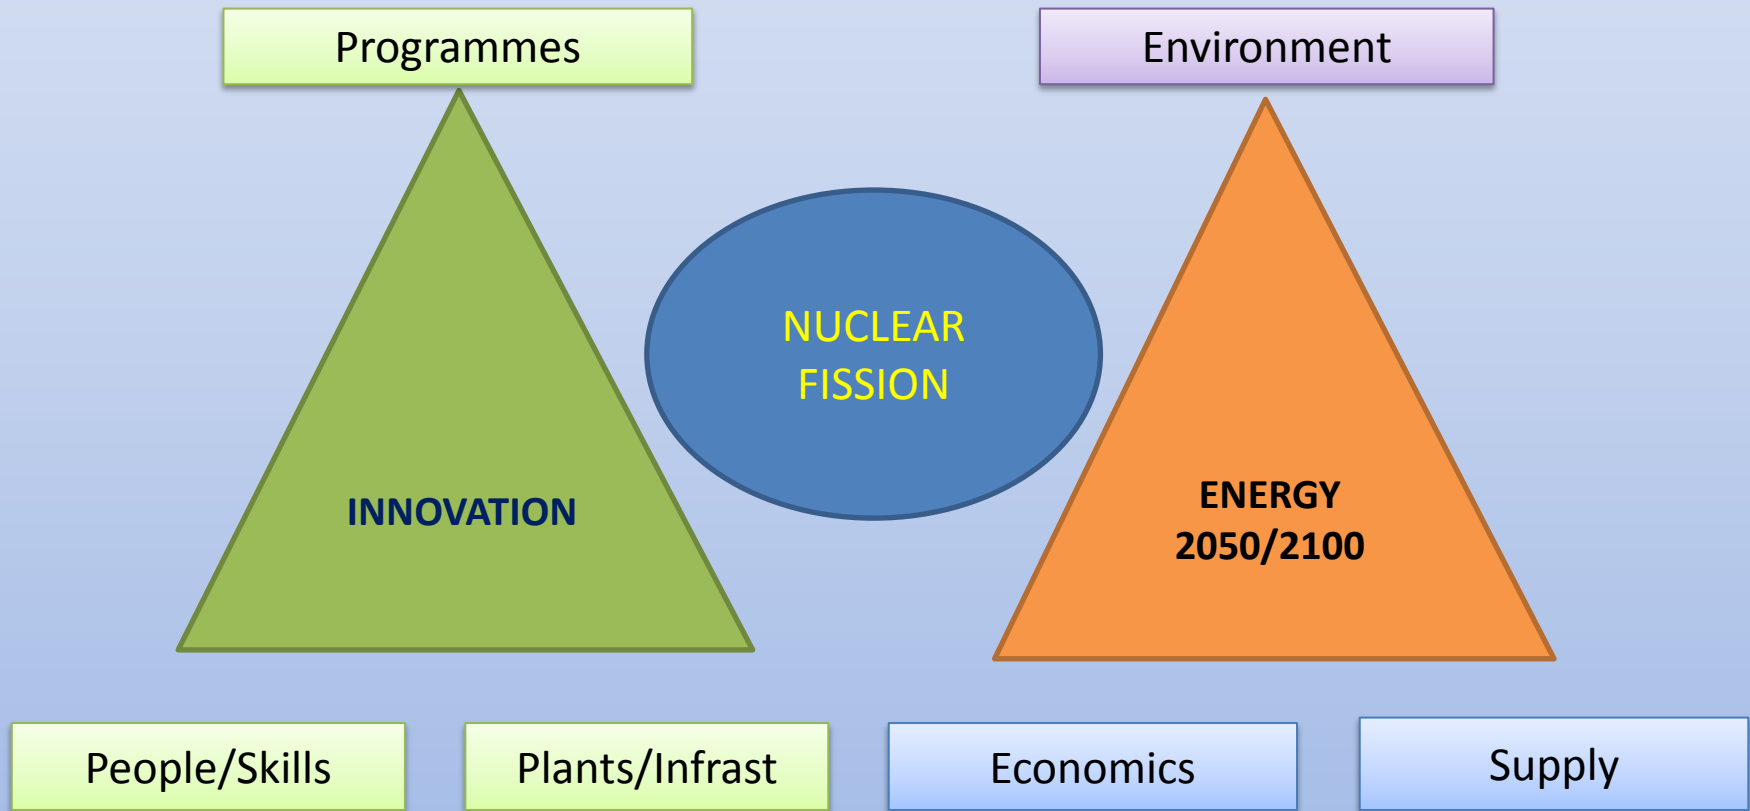 Programmes
Environment
NUCLEAR
FISSION
INNOVATION
ENERGY
2050/2100
People/Skills
Plants/Infrast
Economics
Supply